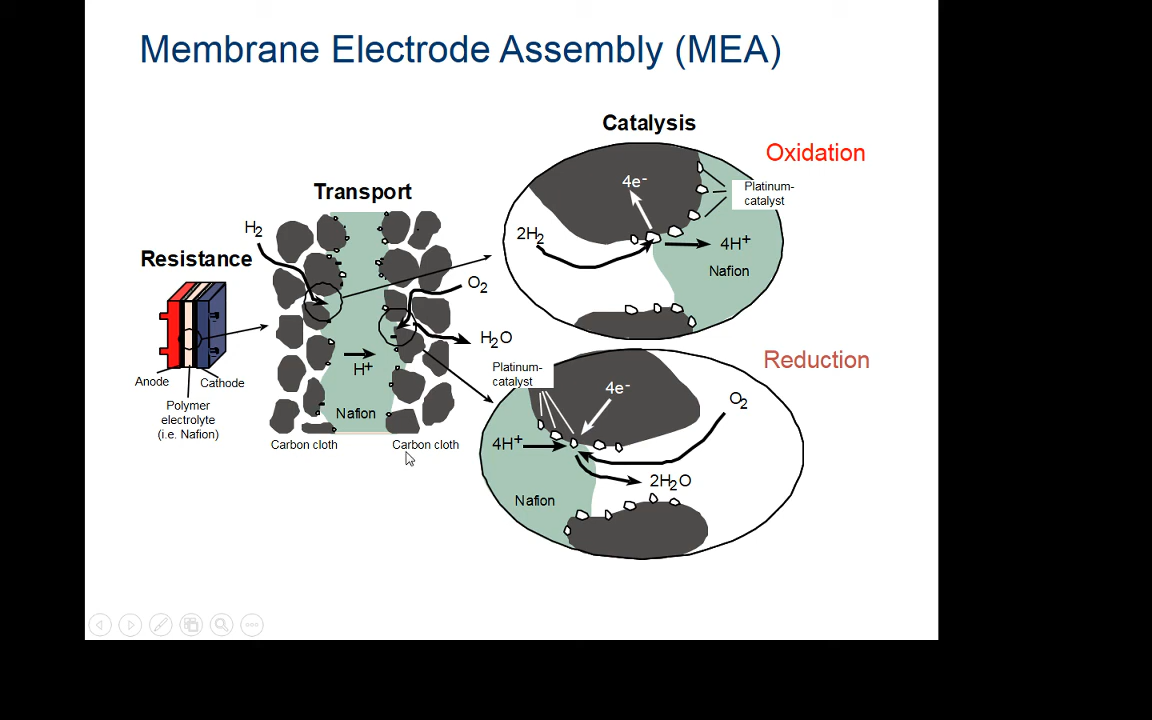 Membrane Electrode Assembly (MEA)
Catalysis
Oxidation
Platinum-
catalyst
4e⁻
2H₂
4H⁺
Nafion
Transport
H₂
O₂
H₂O
H⁺
Nafion
Carbon cloth
Carbon cloth
Resistance
Anode
Cathode
Polymer
electrolyte
(i.e. Nafion)
Reduction
Platinum-
catalyst
4e⁻
O₂
4H⁺
2H₂O
Nafion